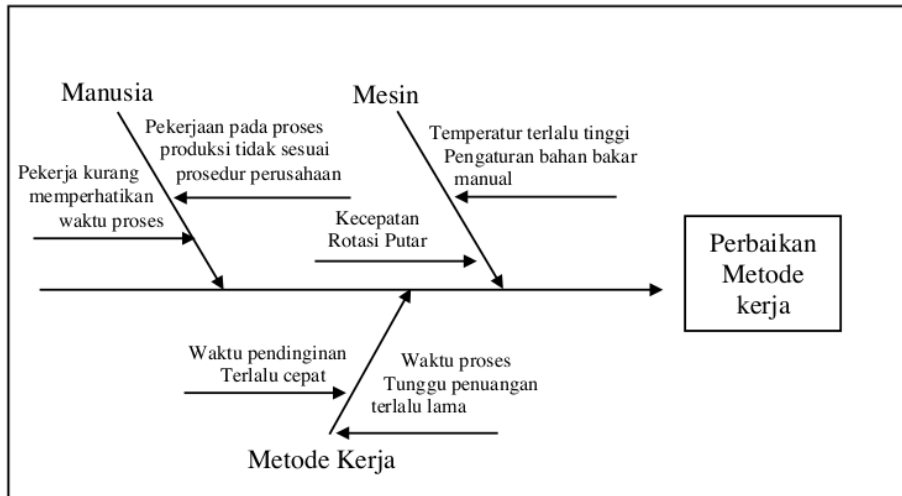 Manusia
Mesin
Pekerjaan pada proses
produksi tidak sesuai
prosedur perusahaan
Pekerja kurang
memperhatikan
waktu proses
Temperatur terlalu tinggi
Pengaturan bahan bakar
manual
Kecepatan
Rotasi Putar
Perbaikan
Metode
kerja
Waktu pendinginan
Terlalu cepat
Waktu proses
Tunggu penuangan
terlalu lama
Metode Kerja